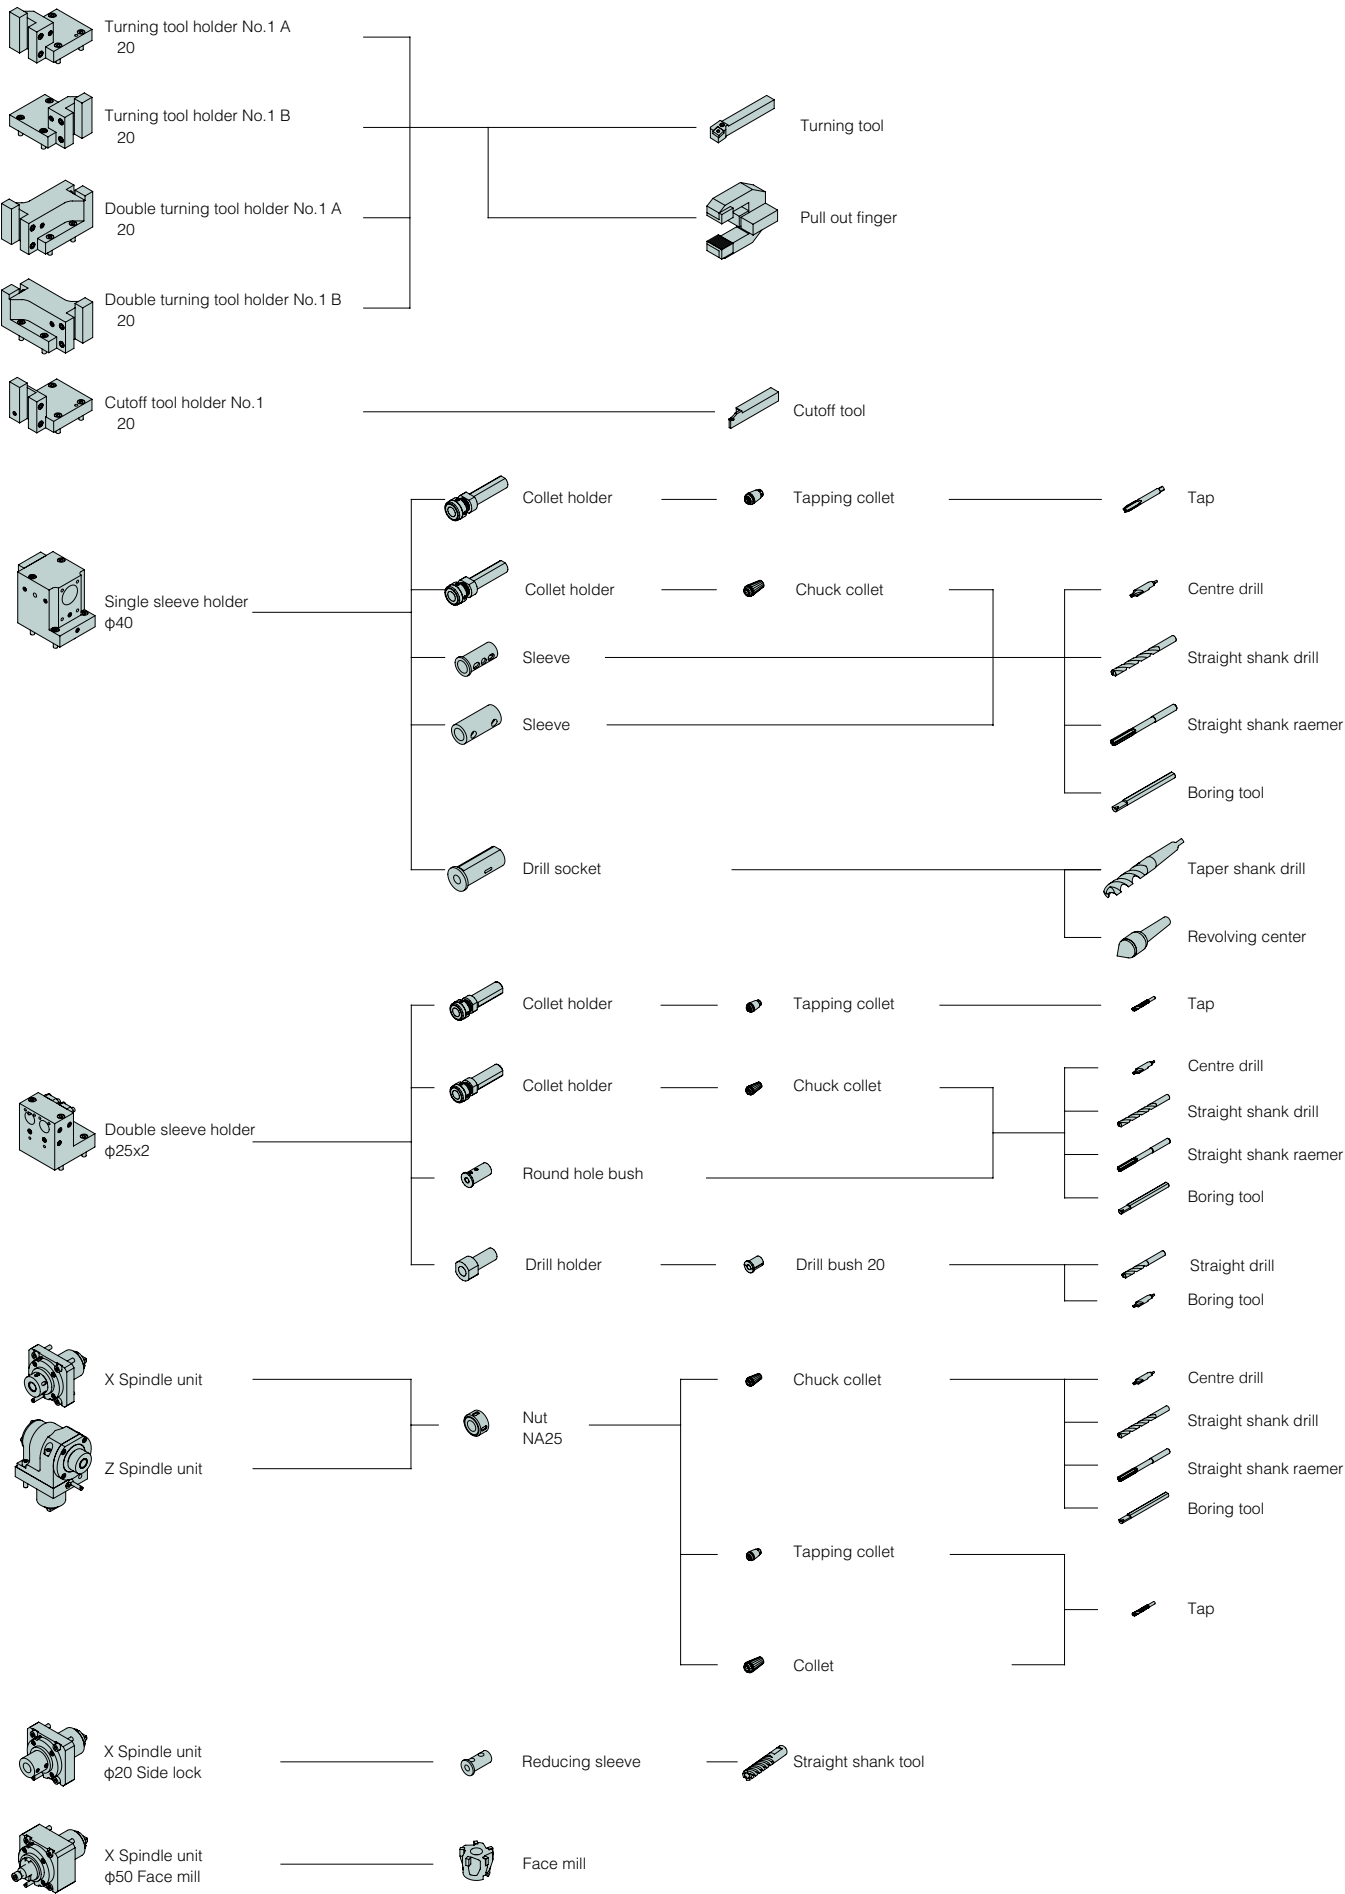 Turning tool holder No.1 A
20
Turning tool holder No.1 B
20
Turning tool
Double turning tool holder No.1 A
20
Pull out finger
Double turning tool holder No.1 B
20
Cutoff tool holder No.1
20
Cutoff tool
Single sleeve holder
φ40
Collet holder
Tapping collet
Tap
Collet holder
Chuck collet
Centre drill
Sleeve
Straight shank drill
Sleeve
Straight shank raemer
Boring tool
Drill socket
Taper shank drill
Revolving center
Double sleeve holder
φ25x2
Collet holder
Tapping collet
Tap
Collet holder
Chuck collet
Centre drill
Straight shank drill
Round hole bush
Straight shank raemer
Boring tool
Drill holder
Drill bush 20
Straight drill
Boring tool
X Spindle unit
Z Spindle unit
Nut
NA25
Chuck collet
Centre drill
Straight shank drill
Straight shank raemer
Boring tool
Tapping collet
Tap
Collet
X Spindle unit
φ20 Side lock
Reducing sleeve
Straight shank tool
X Spindle unit
φ50 Face mill
Face mill